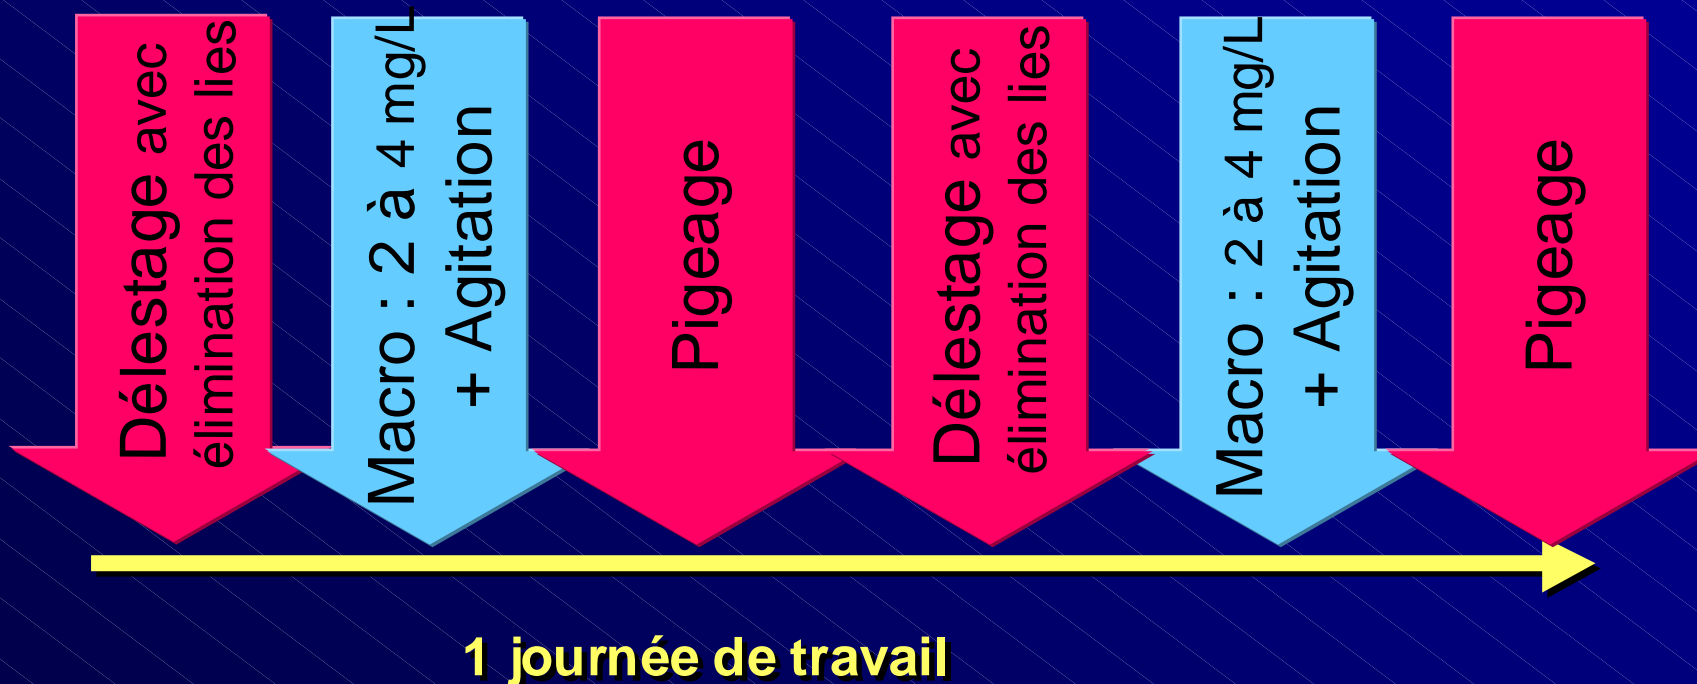 Délestage avec
élimination des lies
Macro : 2 à 4 mg/L
+ Agitation
Pigeage
Délestage avec
élimination des lies
Macro : 2 à 4 mg/L
+ Agitation
Pigeage
1 journée de travail